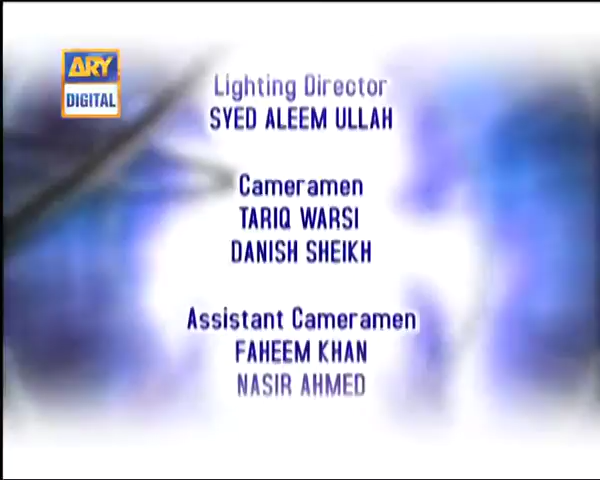 ARY
DIGITAL
Lighting Director
SYED ALEEM ULLAH
Cameramen
TARIQ WARSI
DANISH SHEIKH
Assistant Cameramen
FAHEEM KHAN
NASIR AHMED